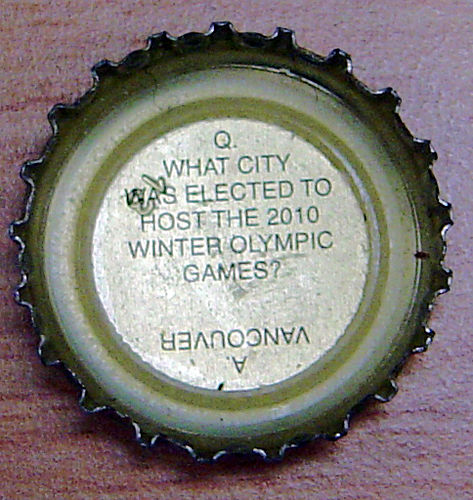 Q.
WHAT CITY
WAS ELECTED TO
HOST THE 2010
WINTER OLYMPIC
GAMES?
A.
VANCOUVER